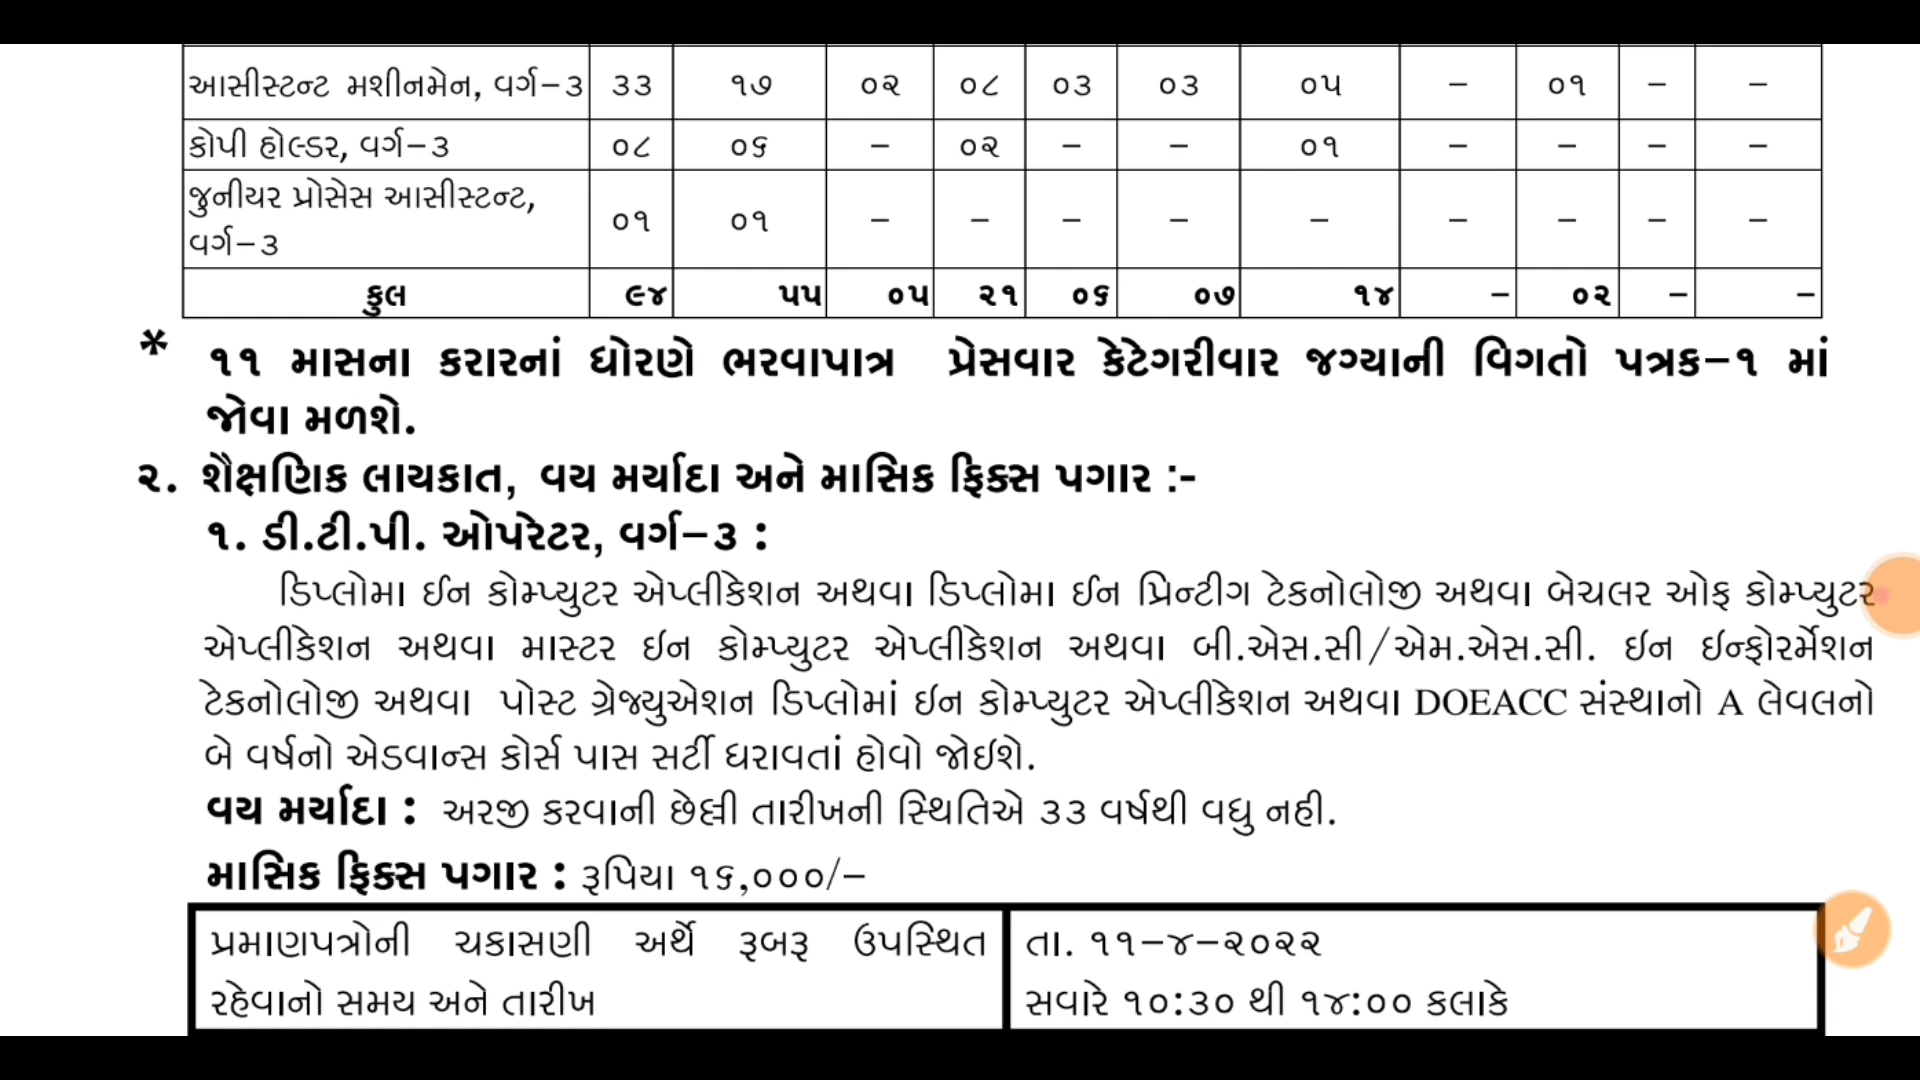 આસીસ્ટન્ટ મશીનમેન, વર્ગ–૩ ૩૩ ૧૭ ૦૨ ૦૮ ૦૩ ૦૩ ૦૫ – ૦૧ – –
કોપી હોલ્ડર, વર્ગ–૩ ૦૮ ૦૬ – ૦૨ – – ૦૧ – – – –
જુનીયર પ્રોસેસ આસીસ્ટન્ટ,
વર્ગ–૩ ૦૧ ૦૧ – – – – – – – – –
કુલ ૯૪ ૫૫ ૦૫ ૨૧ ૦૬ ૦૭ ૧૪ – ૦૨ – –
* ૧૧ માસના કરારનાં ધોરણે ભરવાપાત્ર પ્રેસવાર કેટેગરીવાર જગ્યાની વિગતો પત્રક–૧ માં
જોવા મળશે.
૨. શૈક્ષણિક લાયકાત, વય મર્યાદા અને માસિક ફિક્સ પગાર :-
૧. ડી.ટી.પી. ઓપરેટર, વર્ગ–૩ :
ડિપ્લોમા ઈન કોમ્પ્યુટર એપ્લીકેશન અથવા ડિપ્લોમા ઈન પ્રિન્ટીગ ટેકનોલોજી અથવા બેચલર ઓફ કોમ્પ્યુટર
એપ્લીકેશન અથવા માસ્ટર ઈન કોમ્પ્યુટર એપ્લીકેશન અથવા બી.એસ.સી/એમ.એસ.સી. ઈન ઈન્ફોરર્મેશન
ટેકનોલોજી અથવા પોસ્ટ ગ્રેજ્યુએશન ડિપ્લોમાં ઈન કોમ્પ્યુટર એપ્લીકેશન અથવા DOEACC સંસ્થાનો A લેવલનો
બે વર્ષનો એડવાન્સ કોર્સ પાસ સર્ટી ધરાવતાં હોવો જોઈશે.
વય મર્યાદા : અરજી કરવાની છેલ્લી તારીખની સ્થિતિએ ૩૩ વર્ષથી વધુ નહી.
માસિક ફિક્સ પગાર : રૂપિયા ૧૬,૦૦૦/–
પ્રમાણપત્રોની ચકાસણી અર્થે રૂબરૂ ઉપસ્થિત તા. ૧૧–૪–૨૦૨૨
રહેવાનો સમય અને તારીખ સવારે ૧૦:૩૦ થી ૧૪:૦૦ કલાકે